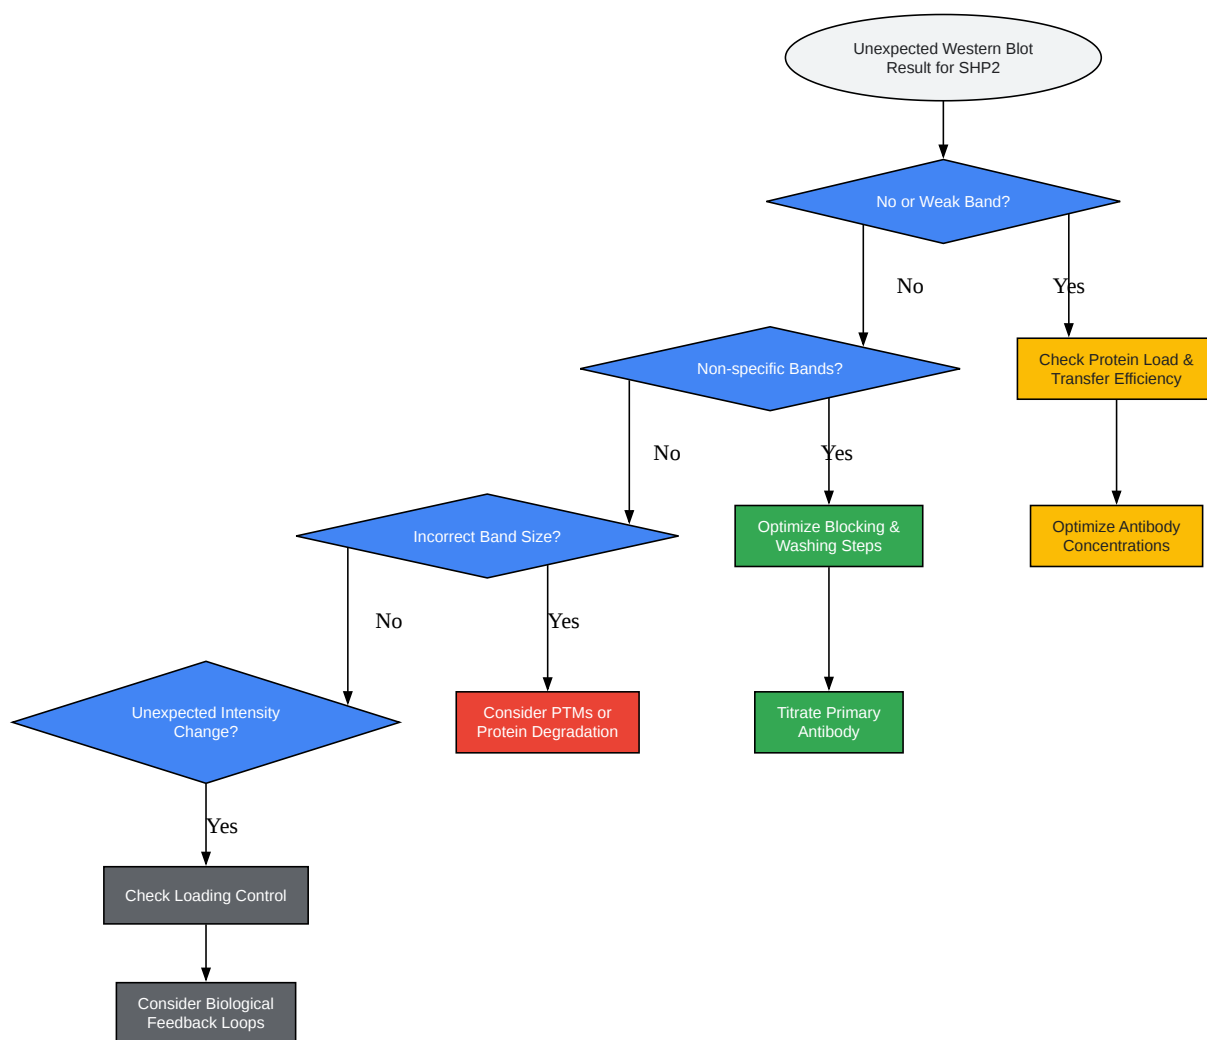 Unexpected Western Blot
Result for SHP2
No or Weak Band?
No
Yes
Non-specific Bands?
Check Protein Load &
Transfer Efficiency
No
Yes
Incorrect Band Size?
Optimize Blocking &
Washing Steps
Optimize Antibody
Concentrations
No
Yes
Unexpected Intensity
Change?
Consider PTMs or
Protein Degradation
Titrate Primary
Antibody
Yes
Check Loading Control
Consider Biological
Feedback Loops